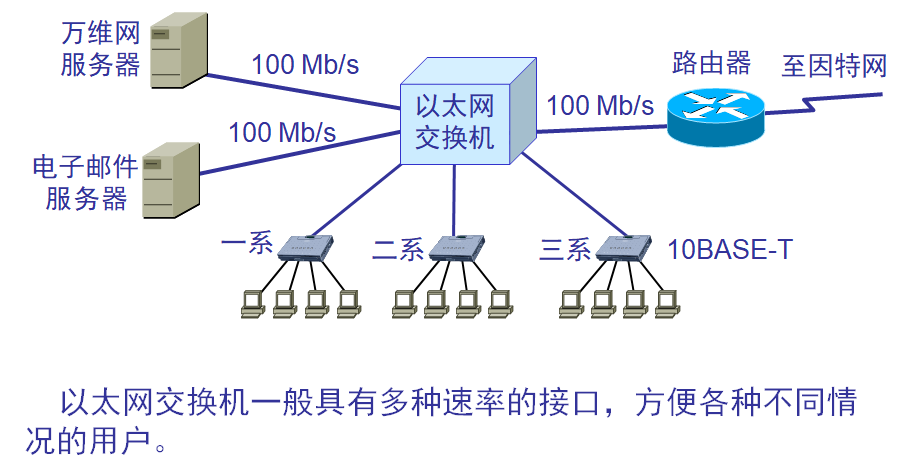 万维网
服务器
100 Mb/s
电子邮件
服务器
100 Mb/s
以太网
交换机
100 Mb/s
路由器
至因特网
一系
二系
三系
10BASE-T
以太网交换机一般具有多种速率的接口，方便各种不同情
况的用户。